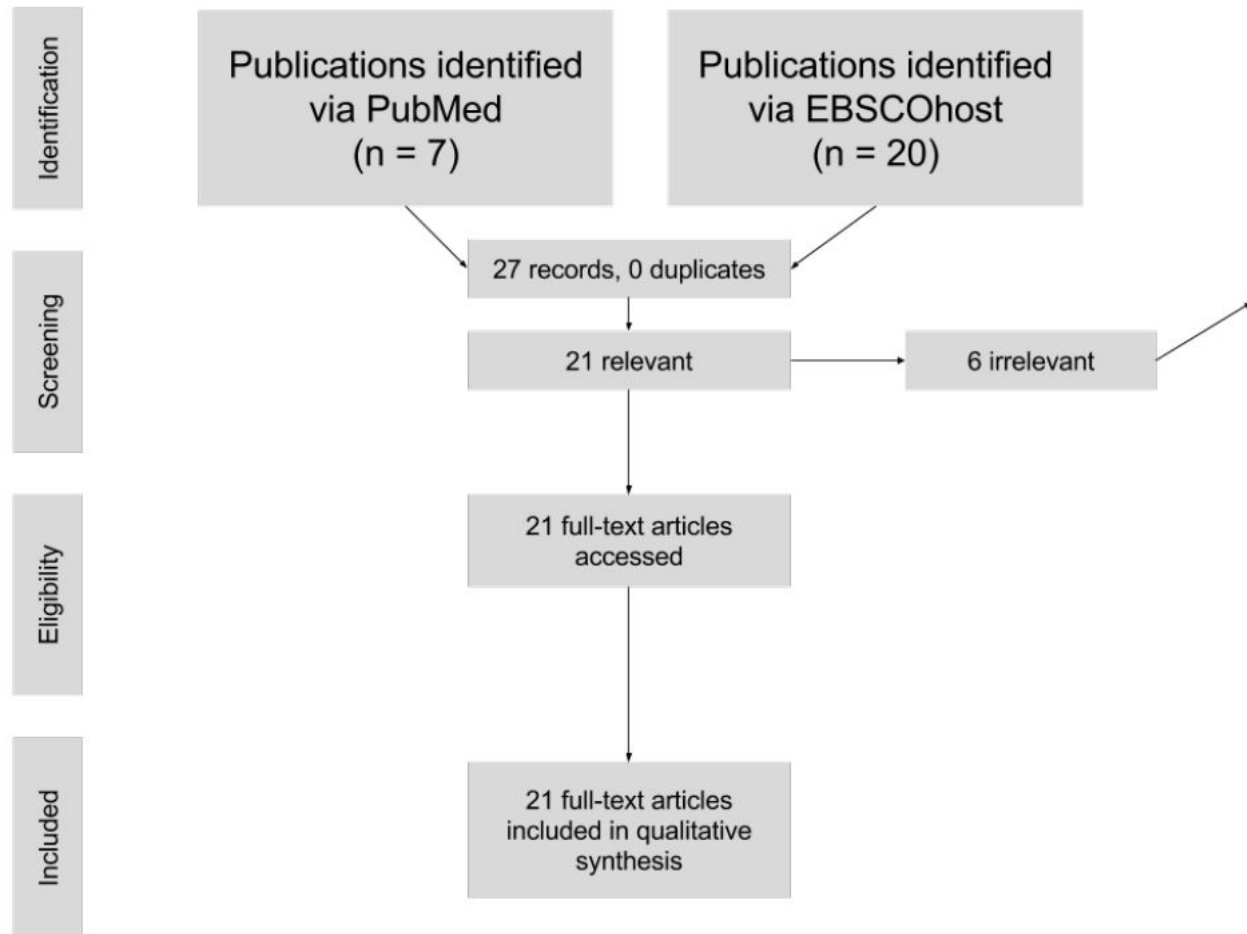 Identification
Publications identified
via PubMed
(n = 7)
Publications identified
via EBSCOhost
(n = 20)
Screening
27 records, 0 duplicates
21 relevant
6 irrelevant
Eligibility
21 full-text articles
accessed
Included
21 full-text articles
included in qualitative
synthesis